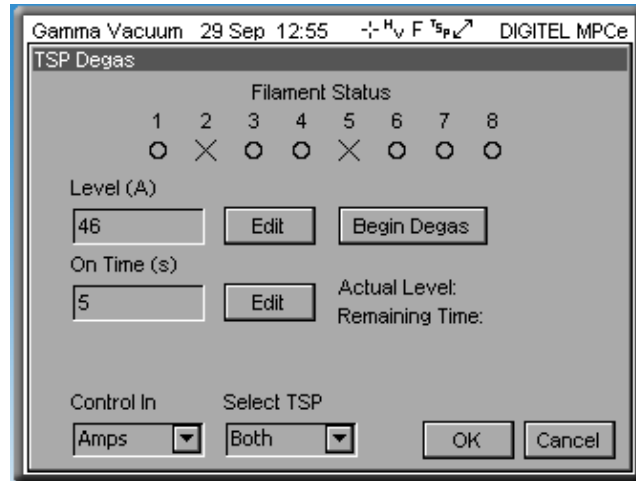 Gamma Vacuum 29 Sep 12:55 HV F TSP DIGITEL MPCe
TSP Degas
Filament Status
1 2 3 4 5 6 7 8
Level (A)
46 Edit Begin Degas
On Time (s)
5 Edit Actual Level:
Remaining Time:
Control In Select TSP
Amps Both OK Cancel